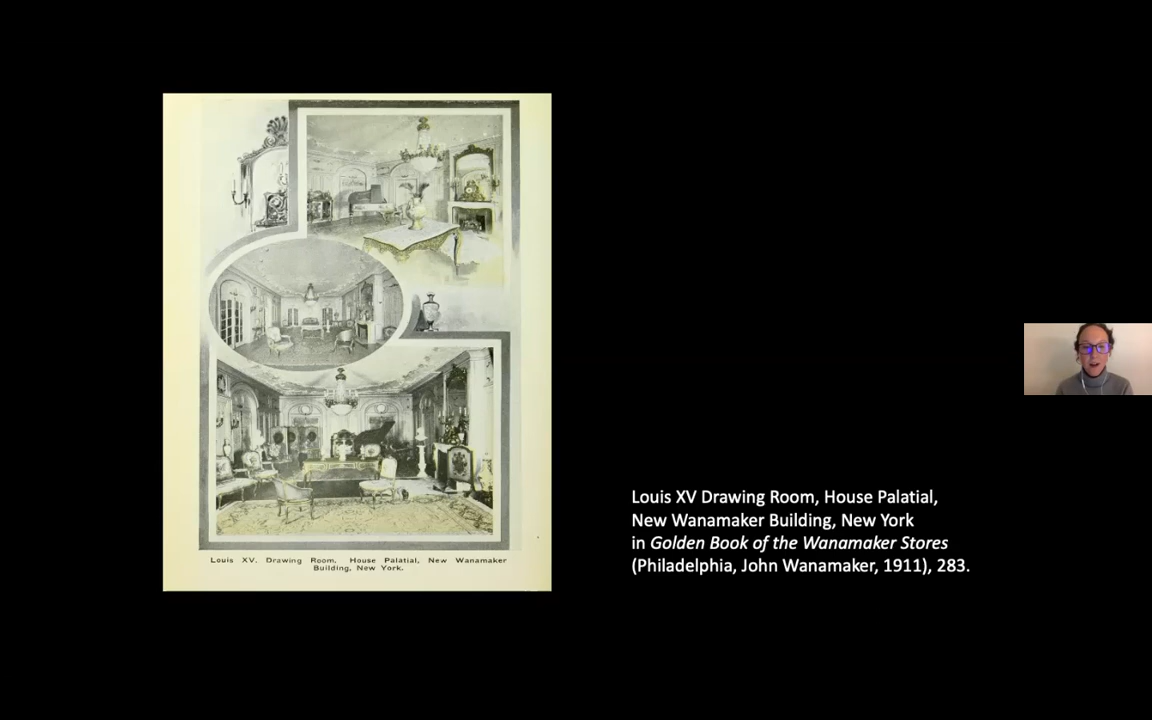 Louis XV. Drawing Room, House Palatial, New Wanamaker
Building, New York.
Louis XV Drawing Room, House Palatial,
New Wanamaker Building, New York
in Golden Book of the Wanamaker Stores
(Philadelphia, John Wanamaker, 1911), 283.